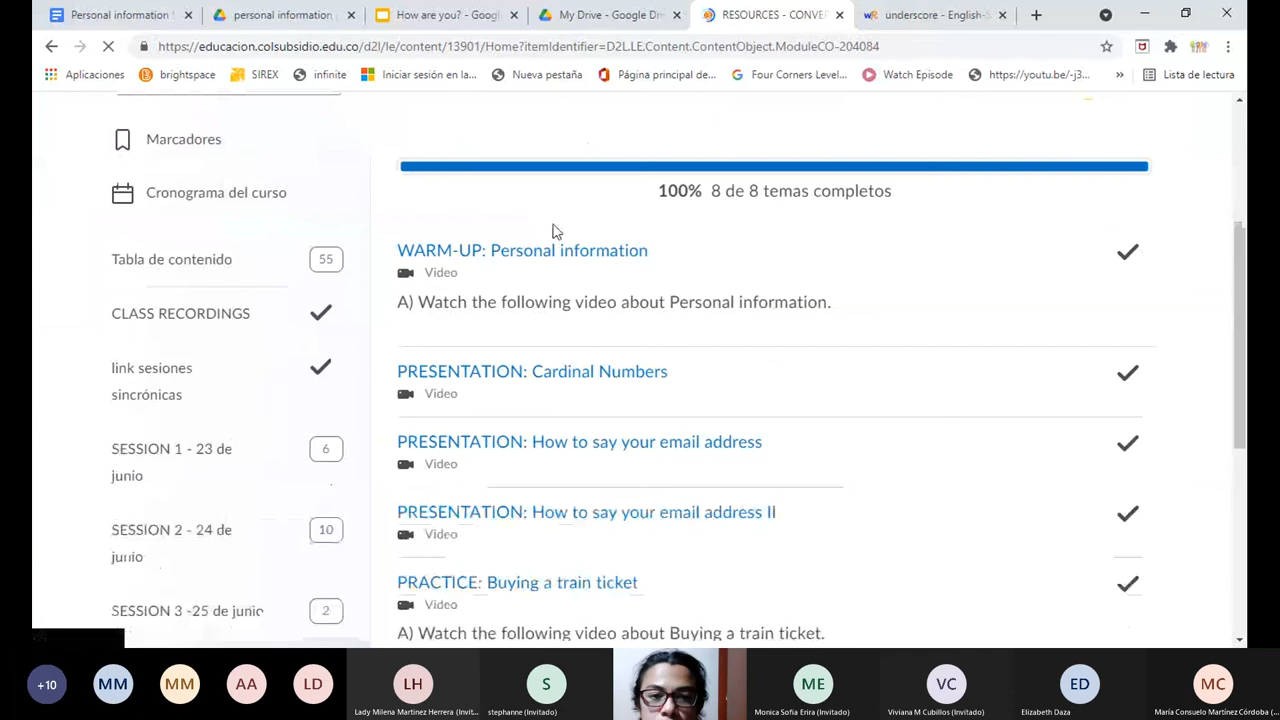 Personal information
personal information
How are you? - Googl
My Drive - Google Dr
RESOURCES - CONVER
underscore - English-S
https://educacion.colsubsidio.edu.co/d2l/le/content/13901/Home?itemIdentifier=D2L.LE.Content.ContentObject.ModuleCO-204084
Aplicaciones
brightspace
SIREX
infinite
Iniciar sesión en la...
Nueva pestaña
Página principal de...
Four Corners Level...
Watch Episode
https://youtu.be/-j3...
»
Lista de lectura
Marcadores
Cronograma del curso
Tabla de contenido 55
CLASS RECORDINGS
link sesiones
sincrónicas
SESSION 1 - 23 de 6
junio
SESSION 2 - 24 de 10
junio
SESSION 3 -25 de junio 2
100% 8 de 8 temas completos
WARM-UP: Personal information
Video
A) Watch the following video about Personal information.
PRESENTATION: Cardinal Numbers
Video
PRESENTATION: How to say your email address
Video
PRESENTATION: How to say your email address II
Video
PRACTICE: Buying a train ticket
Video
A) Watch the following video about Buying a train ticket.
+10
MM
MM
AA
LD
LH
S
ME
VC
ED
MC
Lady Milena Martinez Herrera (Invit...
stephanne (Invitado)
Monica Sofia Erira (Invitado)
Viviana M Cubillos (Invitado)
Elizabeth Daza
María Consuelo Martínez Córdoba (...